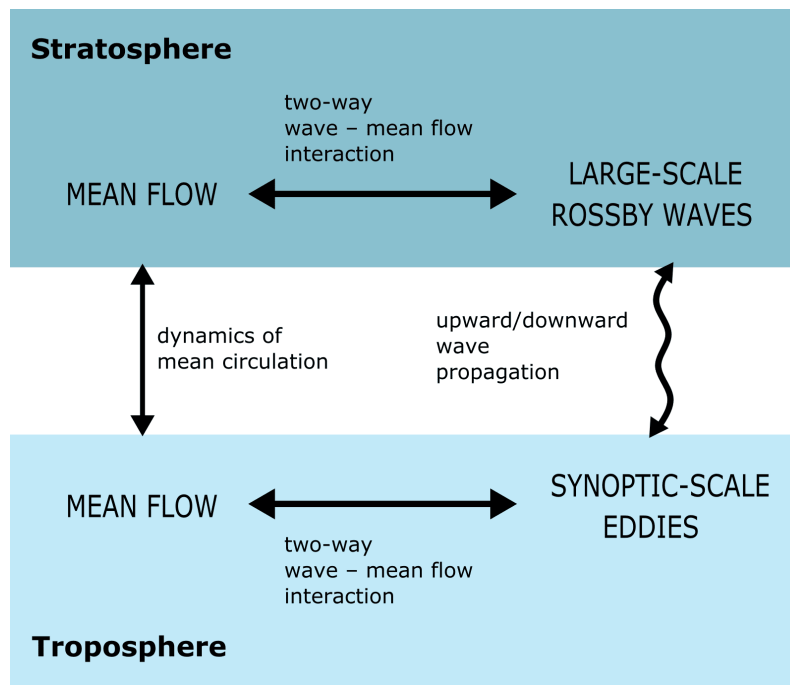 Stratosphere
two-way
wave – mean flow
interaction
MEAN FLOW
LARGE-SCALE
ROSSBY WAVES
dynamics of
mean circulation
upward/downward
wave
propagation
MEAN FLOW
SYNOPTIC-SCALE
EDDIES
two-way
wave – mean flow
interaction
Troposphere